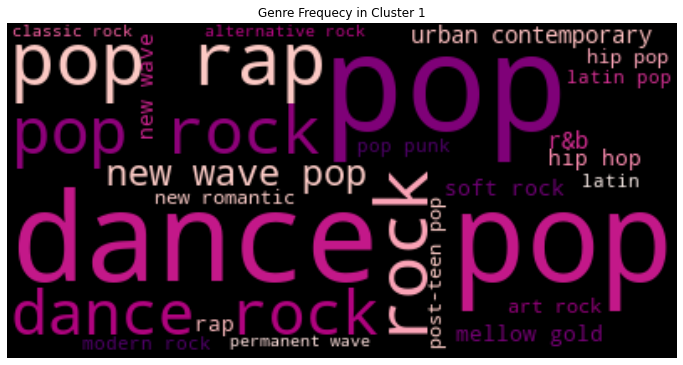 Genre Frequecy in Cluster 1
classic rock
new wave
alternative rock
urban contemporary
pop rap
pop
hip pop
latin pop
pop rock
pop punk
r&b
hip hop
new wave pop
new romantic
rock
soft rock
latin
dance pop
post-teen pop
dance rock
rap
art rock
modern rock
permanent wave
mellow gold